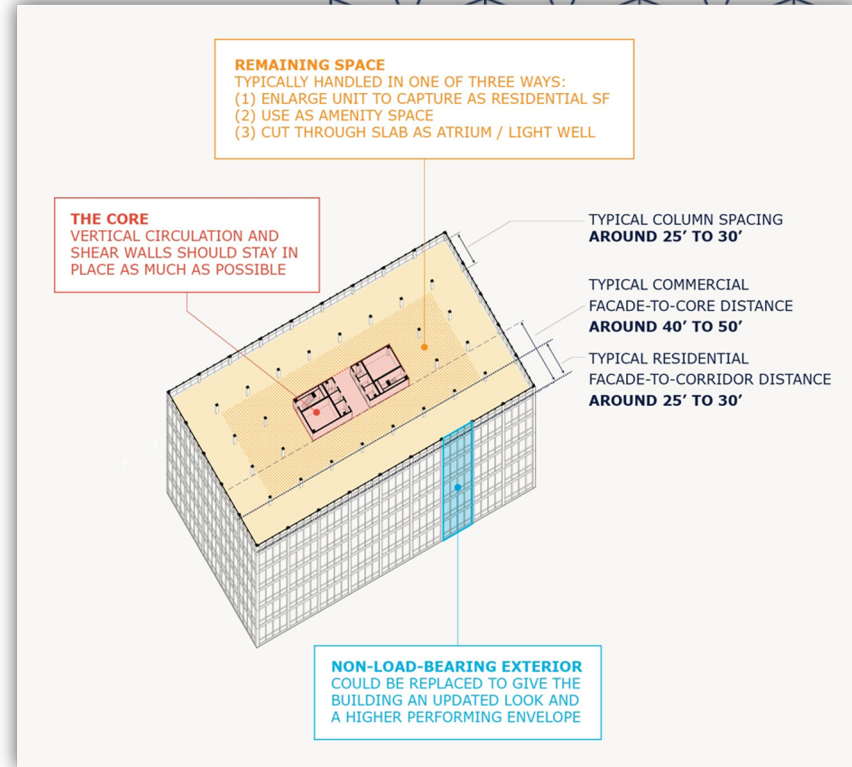 REMAINING SPACE
TYPICALLY HANDLED IN ONE OF THREE WAYS:
(1) ENLARGE UNIT TO CAPTURE AS RESIDENTIAL SF
(2) USE AS AMENITY SPACE
(3) CUT THROUGH SLAB AS ATRIUM / LIGHT WELL
THE CORE
VERTICAL CIRCULATION AND
SHEAR WALLS SHOULD STAY IN
PLACE AS MUCH AS POSSIBLE
TYPICAL COLUMN SPACING
AROUND 25’ TO 30’
TYPICAL COMMERCIAL
FACADE-TO-CORE DISTANCE
AROUND 40’ TO 50’
TYPICAL RESIDENTIAL
FACADE-TO-CORRIDOR DISTANCE
AROUND 25’ TO 30’
NON-LOAD-BEARING EXTERIOR
COULD BE REPLACED TO GIVE THE
BUILDING AN UPDATED LOOK AND
A HIGHER PERFORMING ENVELOPE